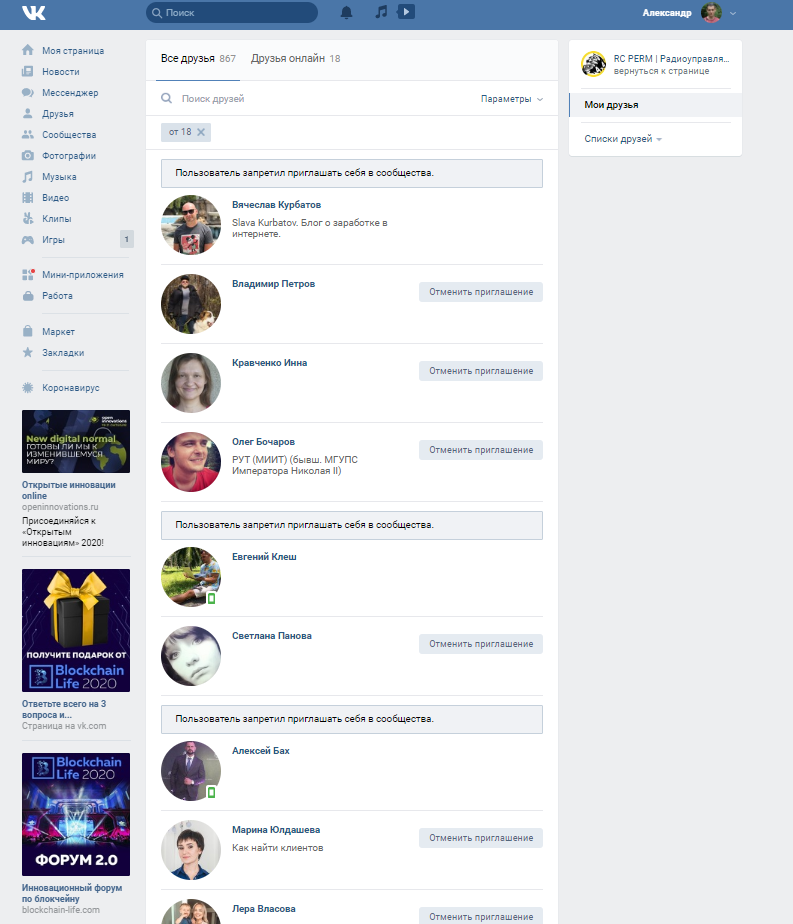 VK
Поиск
Александр
Моя страница
Новости
Мессенджер
Друзья
Сообщества
Фотографии
Музыка
Видео
Клипы
Игры
1
Мини-приложения
Работа
Маркет
Закладки
Коронавирус
open
innovations
New digital normal
ГОТОВЫ ЛИ МЫ К
ИЗМЕНИВШЕМУСЯ
МИРУ?
Открытые инновации
online
openinnovations.ru
Присоединяйся к
«Открытым
инновациям» 2020!
ПОЛУЧИТЕ ПОДАРОК ОТ
Blockchain
Life 2020
Ответьте всего на 3
вопроса и...
Страница на vk.com
Blockchain
Life 2020
ФОРУМ 2.0
Инновационный форум
по блокчейну
blockchain-life.com
Все друзья 867
Друзья онлайн 18
Поиск друзей
Параметры
от 18
Пользователь запретил приглашать себя в сообщества.
Вячеслав Курбатов
Slava Kurbatov. Блог о заработке в
интернете.
Владимир Петров
Отменить приглашение
Кравченко Инна
Отменить приглашение
Олег Бочаров
РУТ (МИИТ) (бывш. МГУПС
Императора Николая II)
Отменить приглашение
Пользователь запретил приглашать себя в сообщества.
Евгений Клеш
Светлана Панова
Отменить приглашение
Пользователь запретил приглашать себя в сообщества.
Алексей Бах
Марина Юлдашева
Как найти клиентов
Отменить приглашение
Лера Власова
Отменить приглашение
RC PERM | Радиоуправля...
вернуться к странице
Мои друзья
Списки друзей